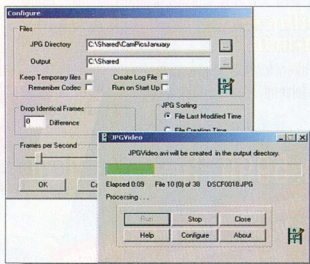 Configure
Files
JPG Directory C:\Shared\CamPicsJanuary ...
Output C:\Shared ...
Keep Temporary files Create Log File
Remember Codec Run on Start Up
Drop Identical Frames
0 Difference
JPG Sorting
File Last Modified Time
File Creation Time
Frames per Second
OK
JPGVideo
JPGVideo.avi will be created in the output directory.
Elapsed 0:09 File 10 (0) of 38 DSCF0018.JPG
Processing . . .
Run Stop Close
Help Configure About